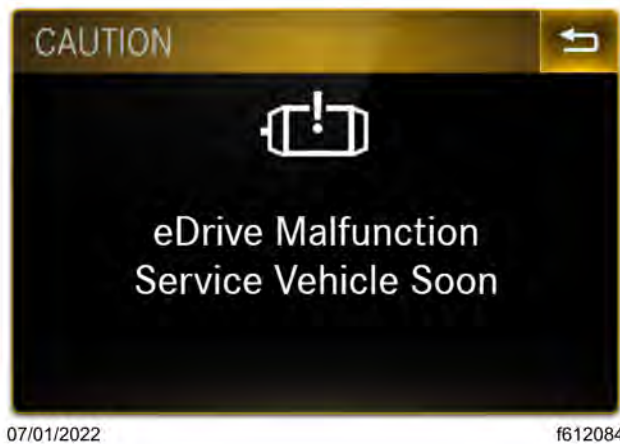 CAUTION
eDrive Malfunction
Service Vehicle Soon
07/01/2022
f612084